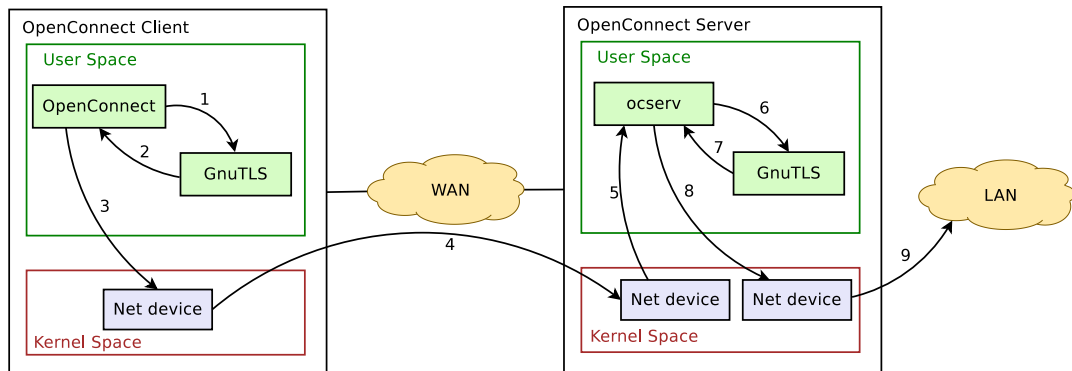 OpenConnect Client
User Space
OpenConnect
1
2
GnuTLS
3
Net device
Kernel Space
WAN
4
OpenConnect Server
User Space
ocserv
6
7
GnuTLS
5
8
Net device
Net device
Kernel Space
9
LAN